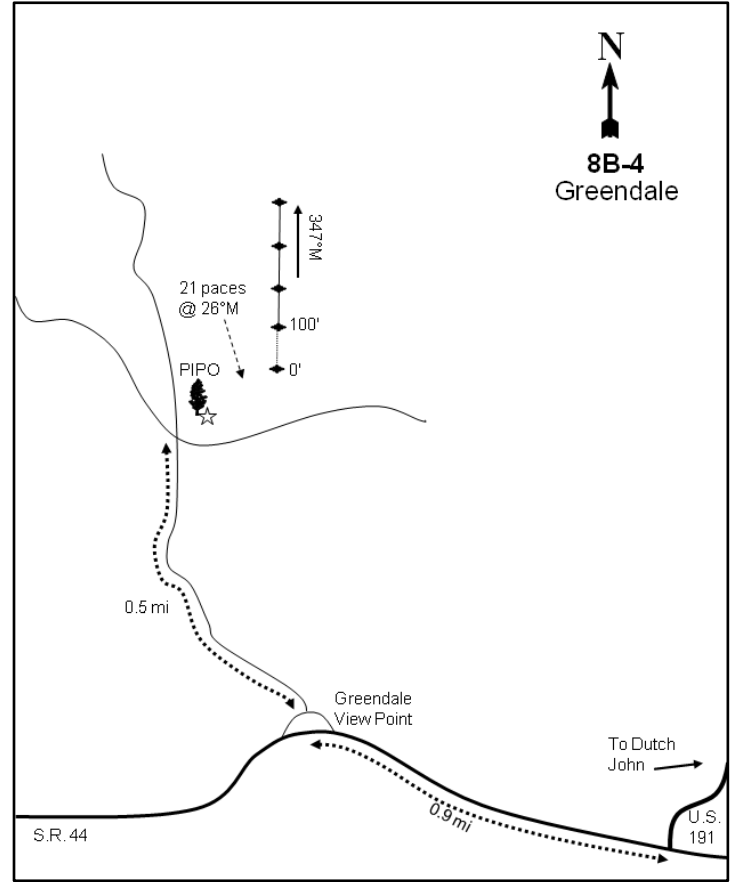 N
8B-4
Greendale
347°M
21 paces
@ 26°M
100'
PIPO
0'
0.5 mi
Greendale
View Point
To Dutch
John
0.9 mi
U.S.
191
S.R. 44